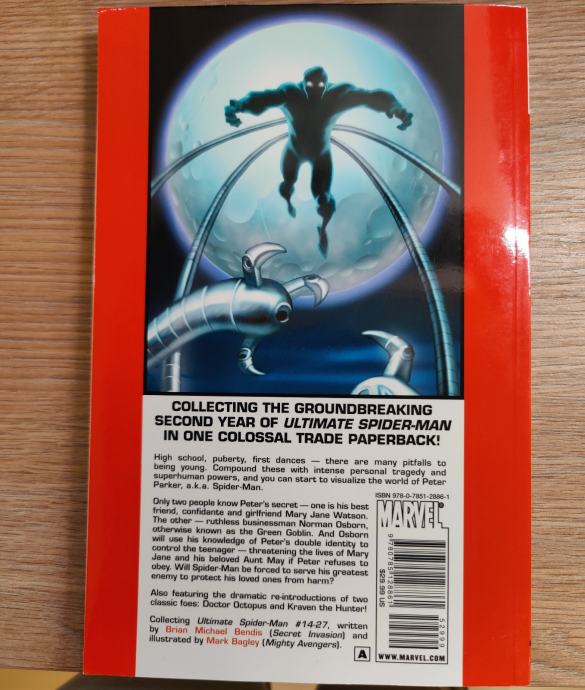 COLLECTING THE GROUNDBREAKING
SECOND YEAR OF ULTIMATE SPIDER-MAN
IN ONE COLOSSAL TRADE PAPERBACK!
High school, puberty, first dances — there are many pitfalls to
being young. Compound these with intense personal tragedy and
superhuman powers, and you can start to visualize the world of Peter
Parker, a.k.a. Spider-Man.
Only two people know Peter's secret — one is his best
friend, confidante and girlfriend Mary Jane Watson.
The other — ruthless businessman Norman Osborn,
otherwise known as the Green Goblin. And Osborn
will use his knowledge of Peter's double identity to
control the teenager — threatening the lives of Mary
Jane and his beloved Aunt May if Peter refuses to
obey. Will Spider-Man be forced to serve his greatest
enemy to protect his loved ones from harm?
Also featuring the dramatic re-introductions of two
classic foes: Doctor Octopus and Kraven the Hunter!
Collecting Ultimate Spider-Man #14-27, written
by Brian Michael Bendis (Secret Invasion) and
illustrated by Mark Bagley (Mighty Avengers).
ISBN 978-0-7851-2886-1
MARVEL
9 780785 128861
52999
$29.99 US
A
WWW.MARVEL.COM